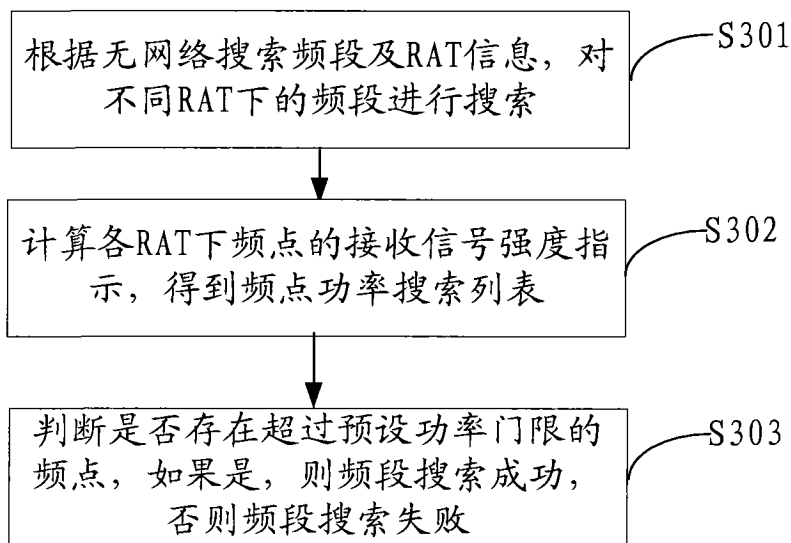 根据无网络搜索频段及RAT信息，对
不同RAT下的频段进行搜索
S301
计算各RAT下频点的接收信号强度指
示，得到频点功率搜索列表
S302
判断是否存在超过预设功率门限的
频点，如果是，则频段搜索成功，
否则频段搜索失败
S303